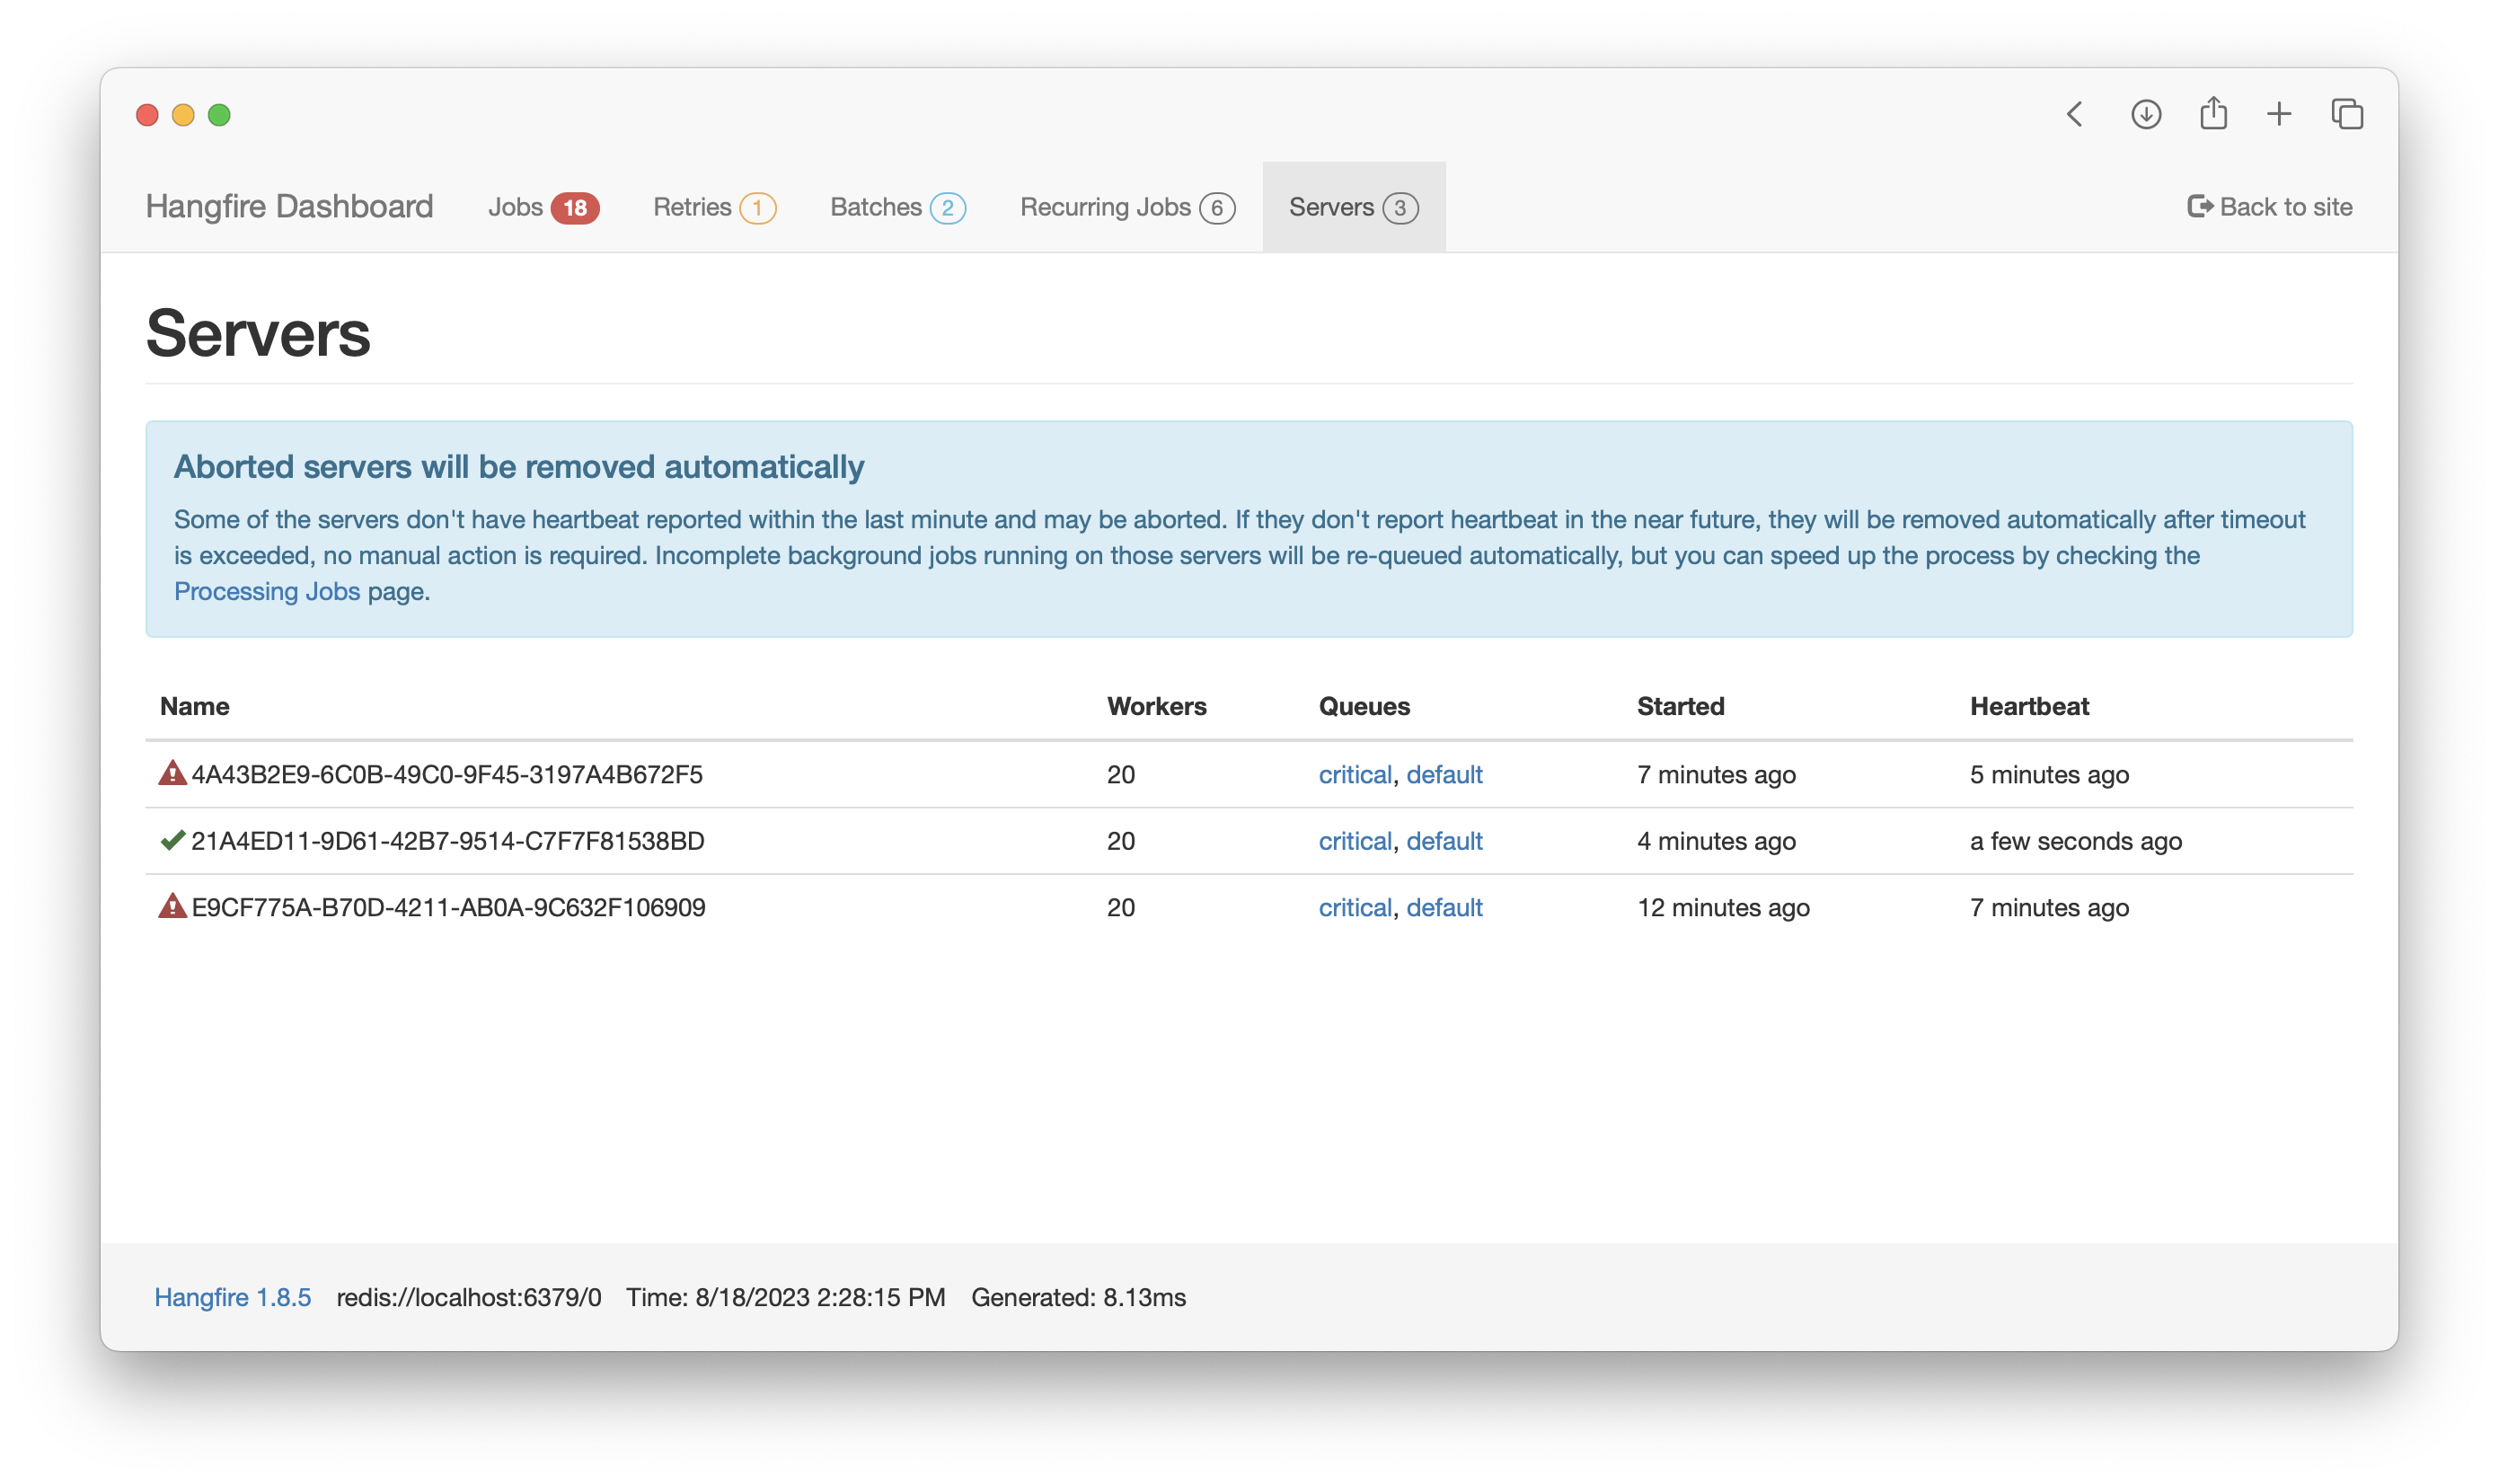 Hangfire Dashboard Jobs 18 Retries 1 Batches 2 Recurring Jobs 6 Servers 3 Back to site
Servers
Aborted servers will be removed automatically
Some of the servers don't have heartbeat reported within the last minute and may be aborted. If they don't report heartbeat in the near future, they will be removed automatically after timeout
is exceeded, no manual action is required. Incomplete background jobs running on those servers will be re-queued automatically, but you can speed up the process by checking the
Processing Jobs page.
Name Workers Queues Started Heartbeat
4A43B2E9-6C0B-49C0-9F45-3197A4B672F5 20 critical, default 7 minutes ago 5 minutes ago
21A4ED11-9D61-42B7-9514-C7F7F81538BD 20 critical, default 4 minutes ago a few seconds ago
E9CF775A-B70D-4211-AB0A-9C632F106909 20 critical, default 12 minutes ago 7 minutes ago
Hangfire 1.8.5 redis://localhost:6379/0 Time: 8/18/2023 2:28:15 PM Generated: 8.13ms